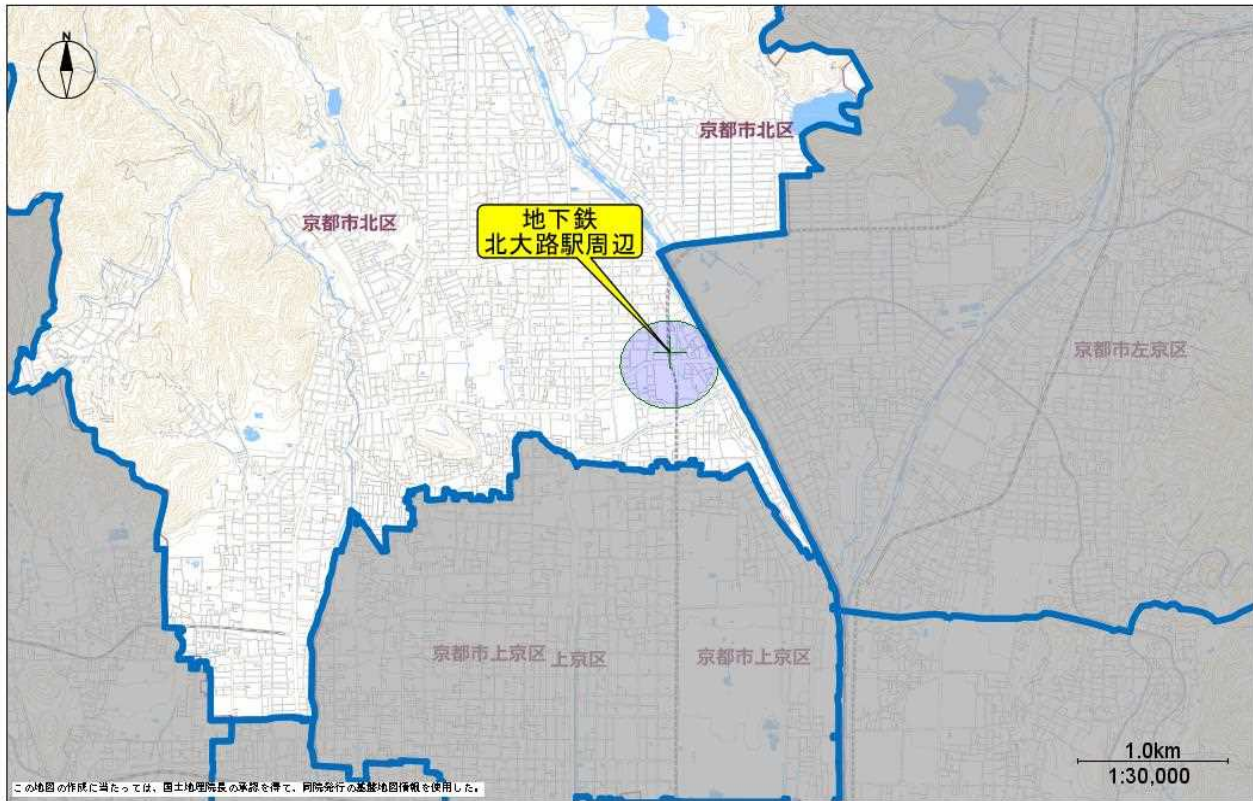 N
京都市北区
京都市北区
地下鉄
北大路駅周辺
京都市左京区
京都市上京区
上京区
京都市上京区
1.0km
1:30,000
この地図の作成に当たっては、国土地理院長の承認を得て、同院発行の基盤地図情報を使用した。